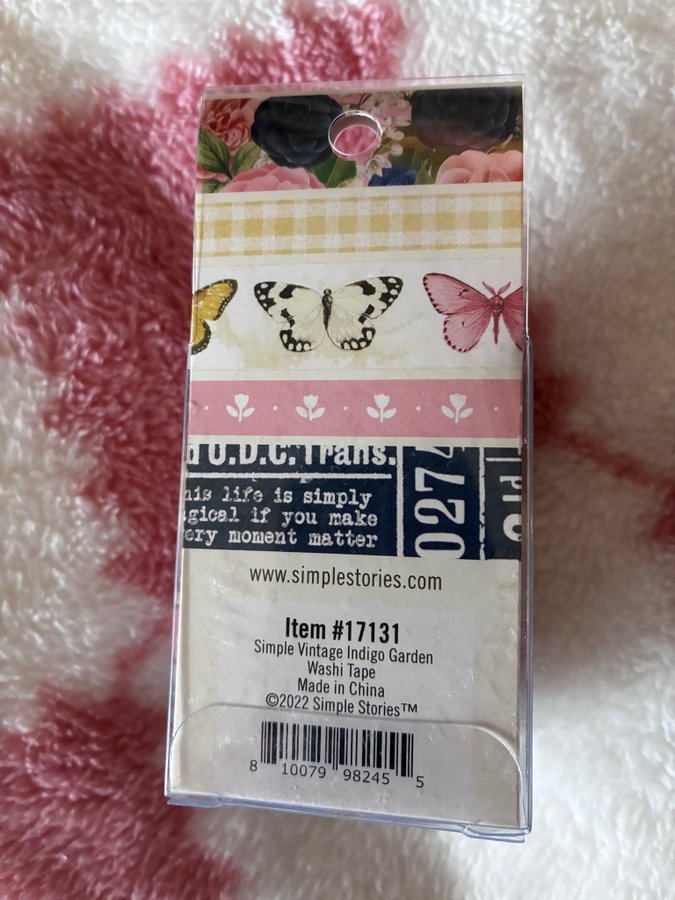 U.D.C.Trans.
his life is simply
gical if you make
ery moment matter
027
www.simplestories.com
Item #17131
Simple Vintage Indigo Garden
Washi Tape
Made in China
©2022 Simple Stories™
8 10079 98245 5